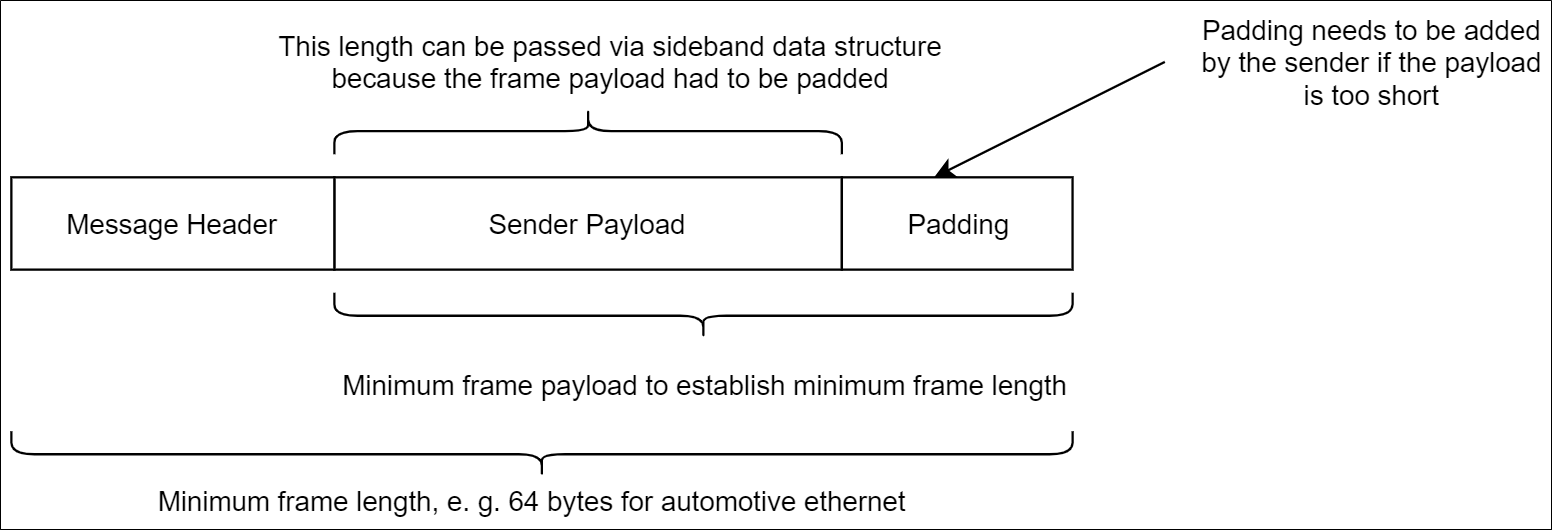 This length can be passed via sideband data structure
because the frame payload had to be padded
Padding needs to be added
by the sender if the payload
is too short
Message Header
Sender Payload
Padding
Minimum frame payload to establish minimum frame length
Minimum frame length, e. g. 64 bytes for automotive ethernet